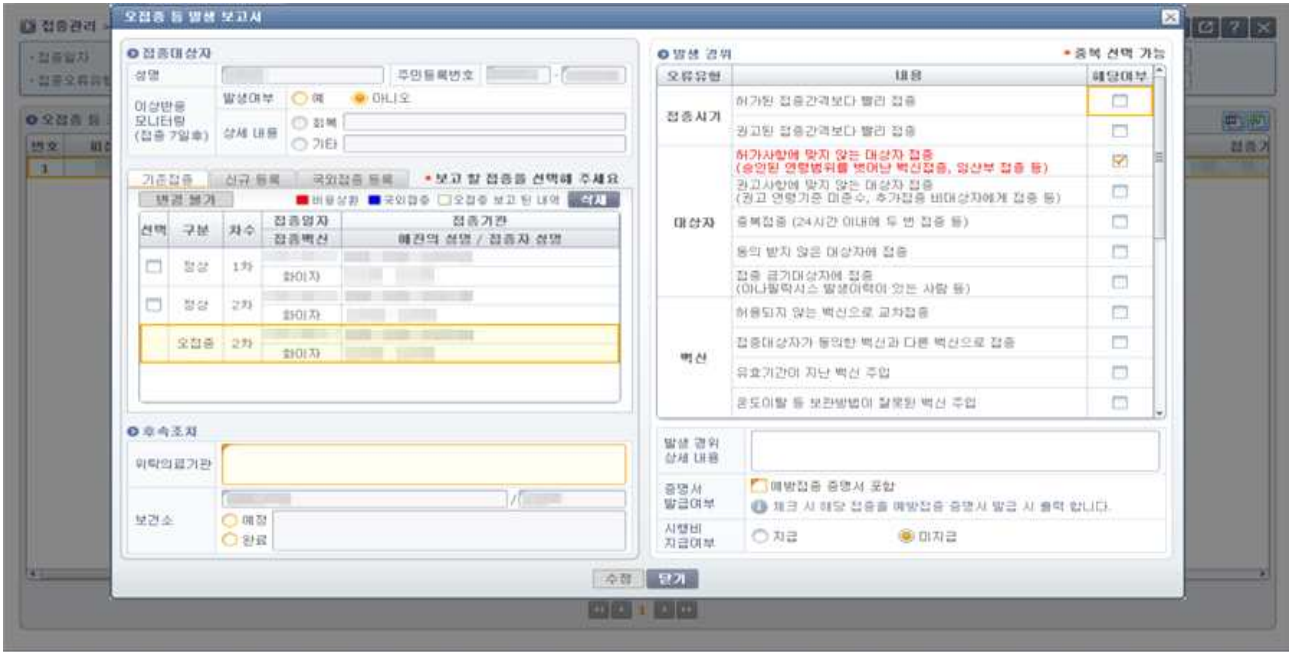 오접종 등 발생 보고서
접종관리
접종일자
접종오류유형
오접종 등
번호
1
접종대상자
성명
주민등록번호
이상반응
모니터링
(접종 7일후)
발생여부 예 아니오
상세 내용
회복
기타
기존접종 신규 등록 국외접종 등록 * 보고 할 접종을 선택해 주세요
변경 불가 비용상환 국외접종 오접종 보고 된 내역 삭제
선택 구분 차수 접종일자 접종기관
접종백신 예진의 성명 / 접종자 성명
정상 1차
화이자
정상 2차
화이자
오접종 2차
화이자
후속조치
위탁의료기관
보건소
/
예정
완료
발생 경위 * 중복 선택 가능
오류유형 내용 해당여부
접종시기
허가된 접종간격보다 빨리 접종
권고된 접종간격보다 빨리 접종
대상자
허가사항에 맞지 않는 대상자 접종
(승인된 연령범위를 벗어난 백신접종, 임산부 접종 등)
권고사항에 맞지 않는 대상자 접종
(권고 연령기준 미준수, 추가접종 비대상자에게 접종 등)
중복접종 (24시간 이내에 두 번 접종 등)
동의 받지 않은 대상자에 접종
접종 금기대상자에 접종
(아나필락시스 발생이력이 있는 사람 등)
백신
허용되지 않는 백신으로 교차접종
접종대상자가 동의한 백신과 다른 백신으로 접종
유효기간이 지난 백신 주입
온도이탈 등 보관방법이 잘못된 백신 주입
발생 경위
상세 내용
증명서
발급여부
예방접종 증명서 포함
체크 시 해당 접종을 예방접종 증명서 발급 시 출력 합니다.
시행비
지급여부
지급 미지급
수정 닫기
1